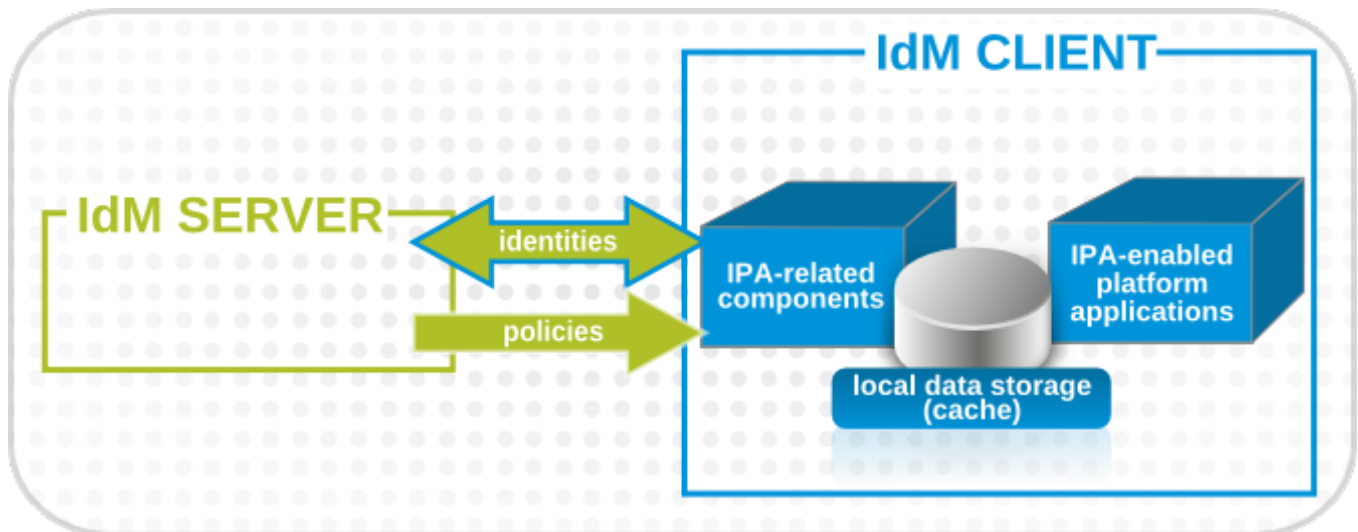 IdM CLIENT
IdM SERVER
identities
policies
IPA-related
components
IPA-enabled
platform
applications
local data storage
(cache)